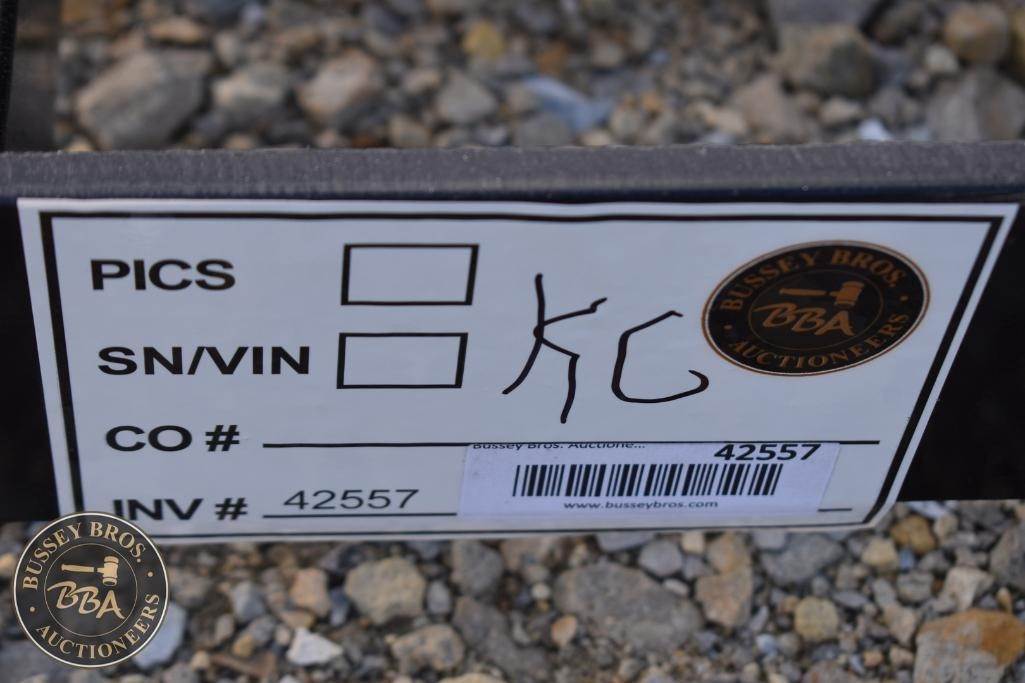 PICS
SN/VIN
KC
BUSSEY BROS.
BBA
AUCTIONEERS
CO #
Bussey Bros. Auctione...
42557
www.busseybros.com
INV # 42557
BUSSEY BROS.
BBA
AUCTIONEERS